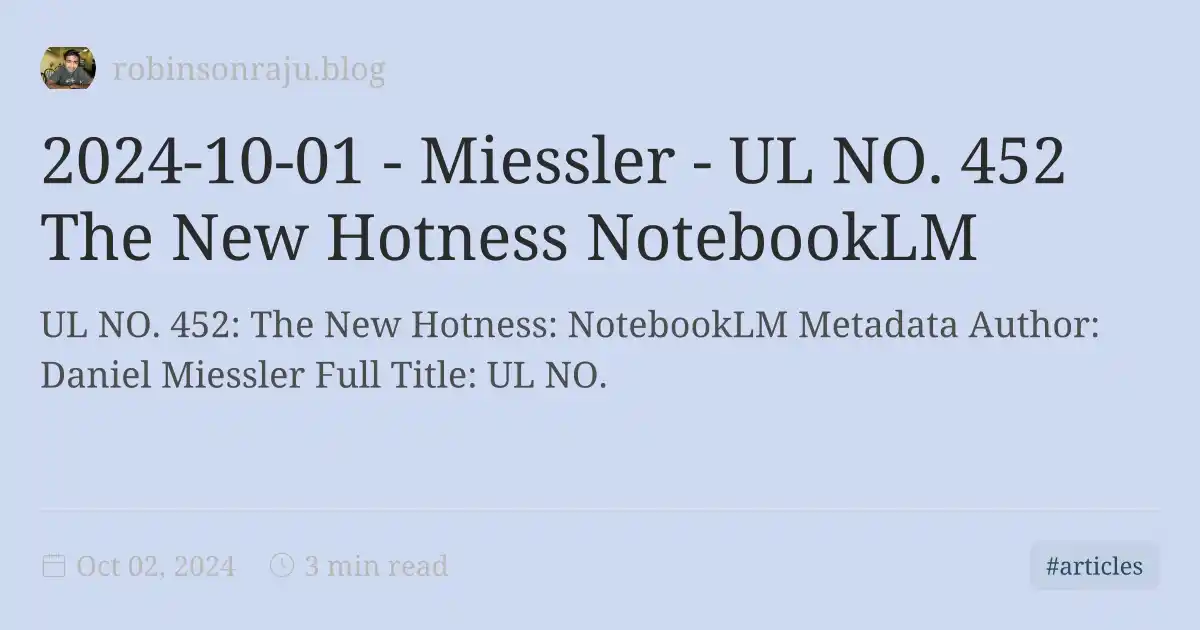 robinsonraju.blog
2024-10-01 - Miessler - UL NO. 452
The New Hotness NotebookLM
UL NO. 452: The New Hotness: NotebookLM Metadata Author:
Daniel Miessler Full Title: UL NO.
Oct 02, 2024 3 min read #articles